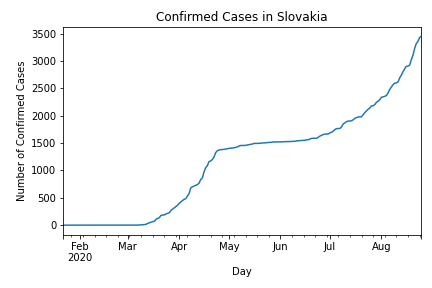 Confirmed Cases in Slovakia
3500
3000
2500
2000
1500
1000
500
0
Number of Confirmed Cases
Feb
2020
Mar
Apr
May
Jun
Jul
Aug
Day